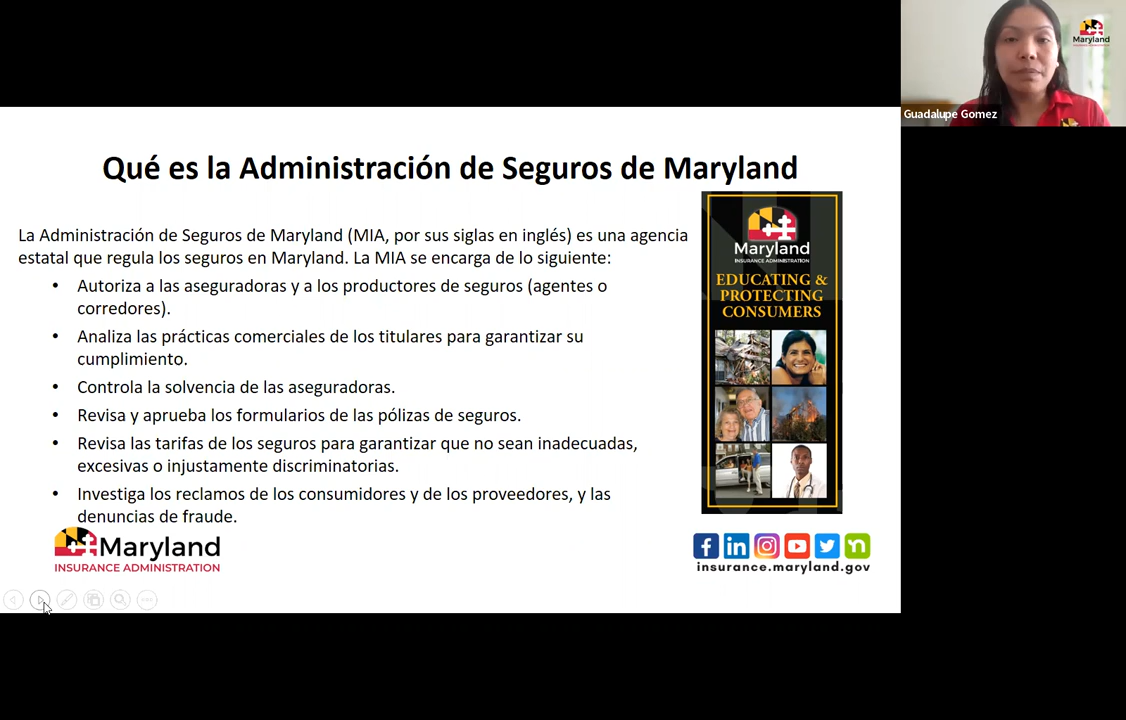 Maryland
Guadalupe Gomez
Qué es la Administración de Seguros de Maryland
La Administración de Seguros de Maryland (MIA, por sus siglas en inglés) es una agencia
estatal que regula los seguros en Maryland. La MIA se encarga de lo siguiente:
• Autoriza a las aseguradoras y a los productores de seguros (agentes o
corredores).
• Analiza las prácticas comerciales de los titulares para garantizar su
cumplimiento.
• Controla la solvencia de las aseguradoras.
• Revisa y aprueba los formularios de las pólizas de seguros.
• Revisa las tarifas de los seguros para garantizar que no sean inadecuadas,
excesivas o injustamente discriminatorias.
• Investiga los reclamos de los consumidores y de los proveedores, y las
denuncias de fraude.
Maryland
INSURANCE ADMINISTRATION
EDUCATING &
PROTECTING
CONSUMERS
Maryland
INSURANCE ADMINISTRATION
insurance.maryland.gov